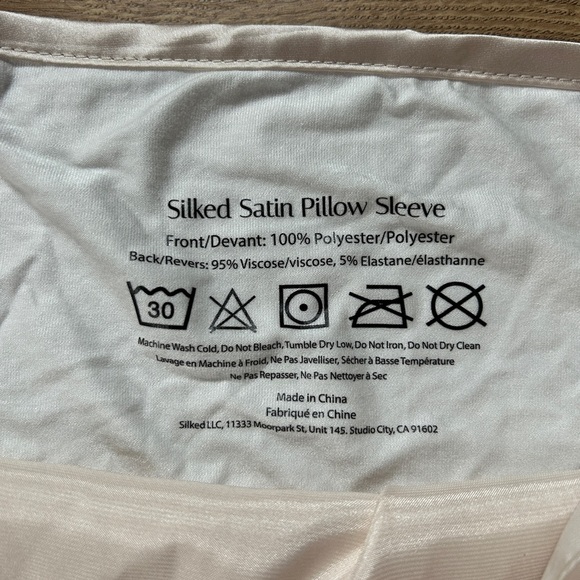 Silked Satin Pillow Sleeve
Front/Devant: 100% Polyester/Polyester
Back/Revers: 95% Viscose/viscose, 5% Elastane/élasthanne
30
Machine Wash Cold, Do Not Bleach, Tumble Dry Low, Do Not Iron, Do Not Dry Clean
Lavage en Machine à Froid, Ne Pas Javelliser, Sécher à Basse Température
Ne Pas Repasser, Ne Pas Nettoyer à Sec
Made in China
Fabriqué en Chine
Silked LLC, 11333 Moorpark St, Unit 145. Studio City, CA 91602